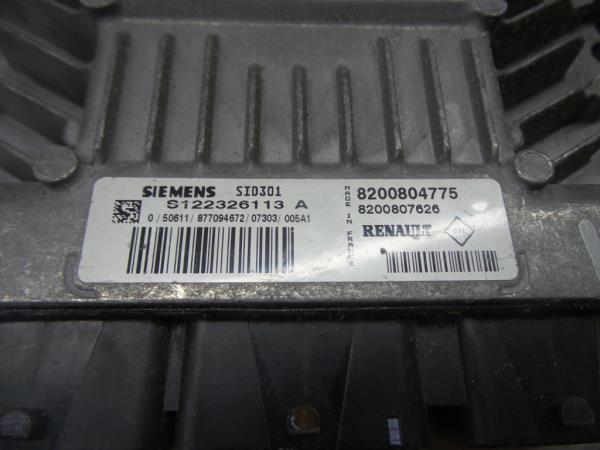 SIEMENS SID301
S122326113 A
0/50611/877094672/07303/005A1
MADE IN FRANCE
8200804775
8200807626
RENAULT